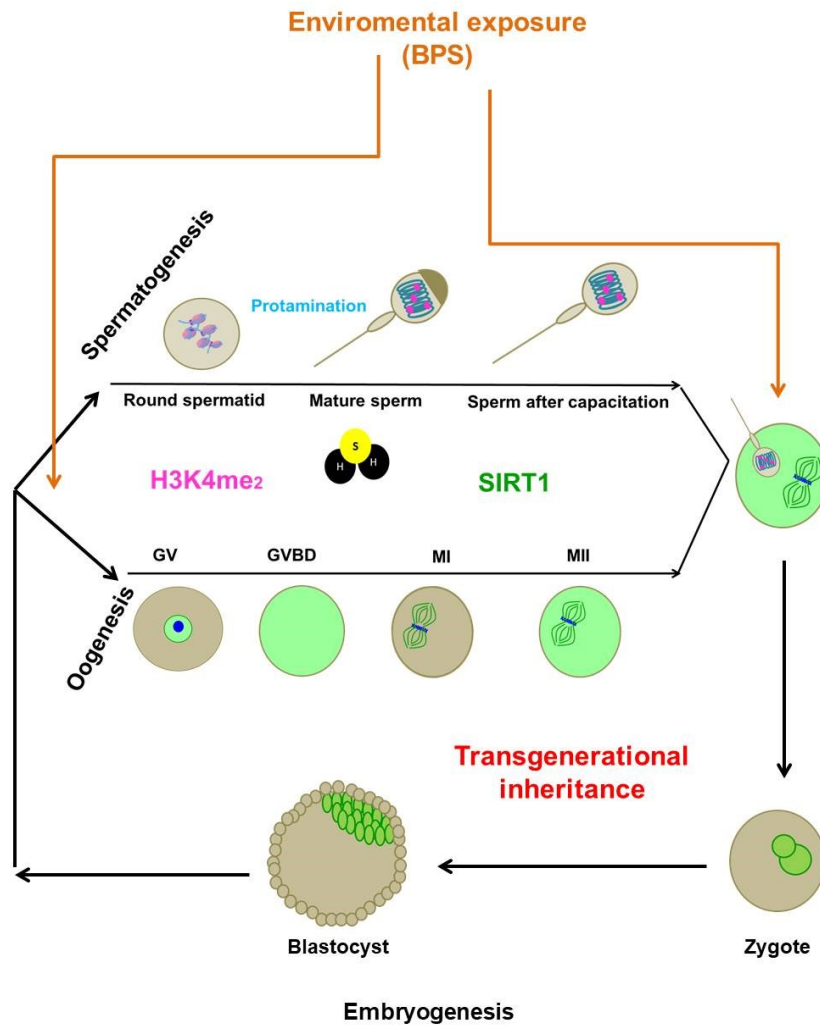 Enviromental exposure
(BPS)
Spermatogenesis
Protamination
Round spermatid
Mature sperm
Sperm after capacitation
H3K4me2
S
H
H
SIRT1
GV
GVBD
MI
MII
Oogenesis
Transgenerational
inheritance
Blastocyst
Zygote
Embryogenesis